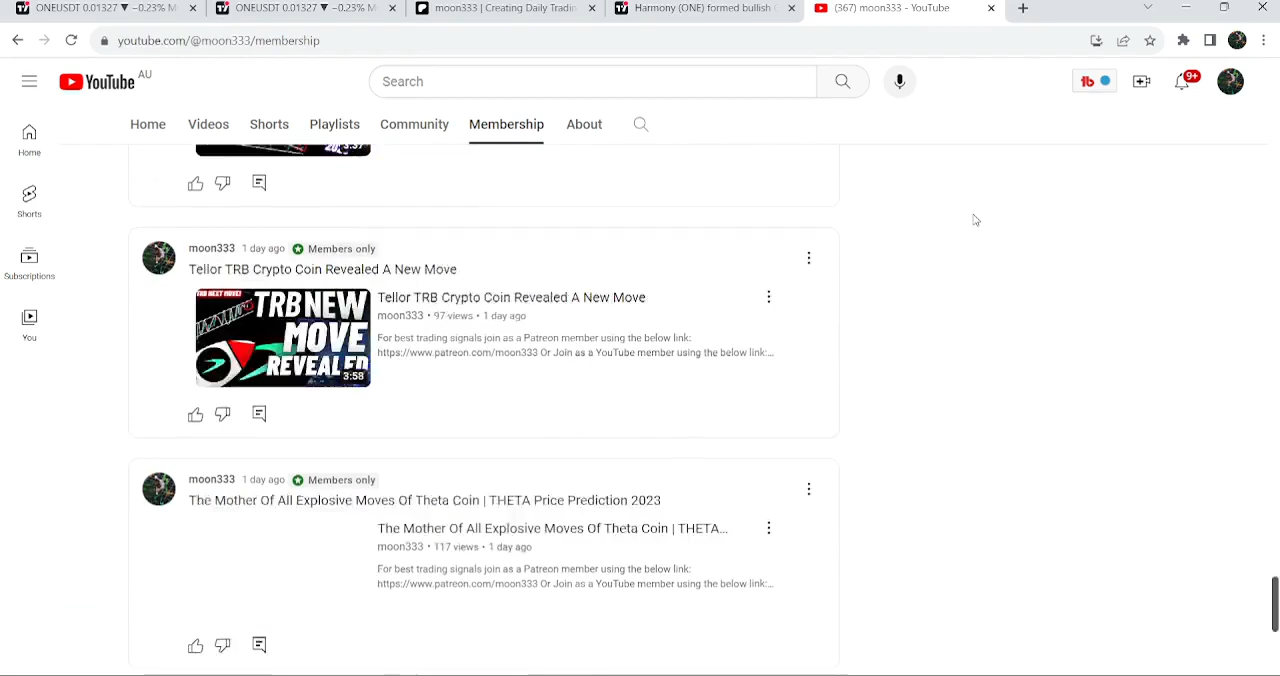 ONEUSDT 0.01327 ▼ −0.23%
ONEUSDT 0.01327 ▼ −0.23%
moon333 | Creating Daily Tradin
Harmony (ONE) formed bullish
(367) moon333 - YouTube
youtube.com/@moon333/membership
YouTube AU
Search
9+
Home Videos Shorts Playlists Community Membership About
Home
Shorts
Subscriptions
You
3:57
moon333 1 day ago Members only
Tellor TRB Crypto Coin Revealed A New Move
TRB NEW
MOVE
REVEALED
3:58
Tellor TRB Crypto Coin Revealed A New Move
moon333 • 97 views • 1 day ago
For best trading signals join as a Patreon member using the below link:
https://www.patreon.com/moon333 Or Join as a YouTube member using the below link:...
moon333 1 day ago Members only
The Mother Of All Explosive Moves Of Theta Coin | THETA Price Prediction 2023
The Mother Of All Explosive Moves Of Theta Coin | THETA...
moon333 • 117 views • 1 day ago
For best trading signals join as a Patreon member using the below link:
https://www.patreon.com/moon333 Or Join as a YouTube member using the below link:...